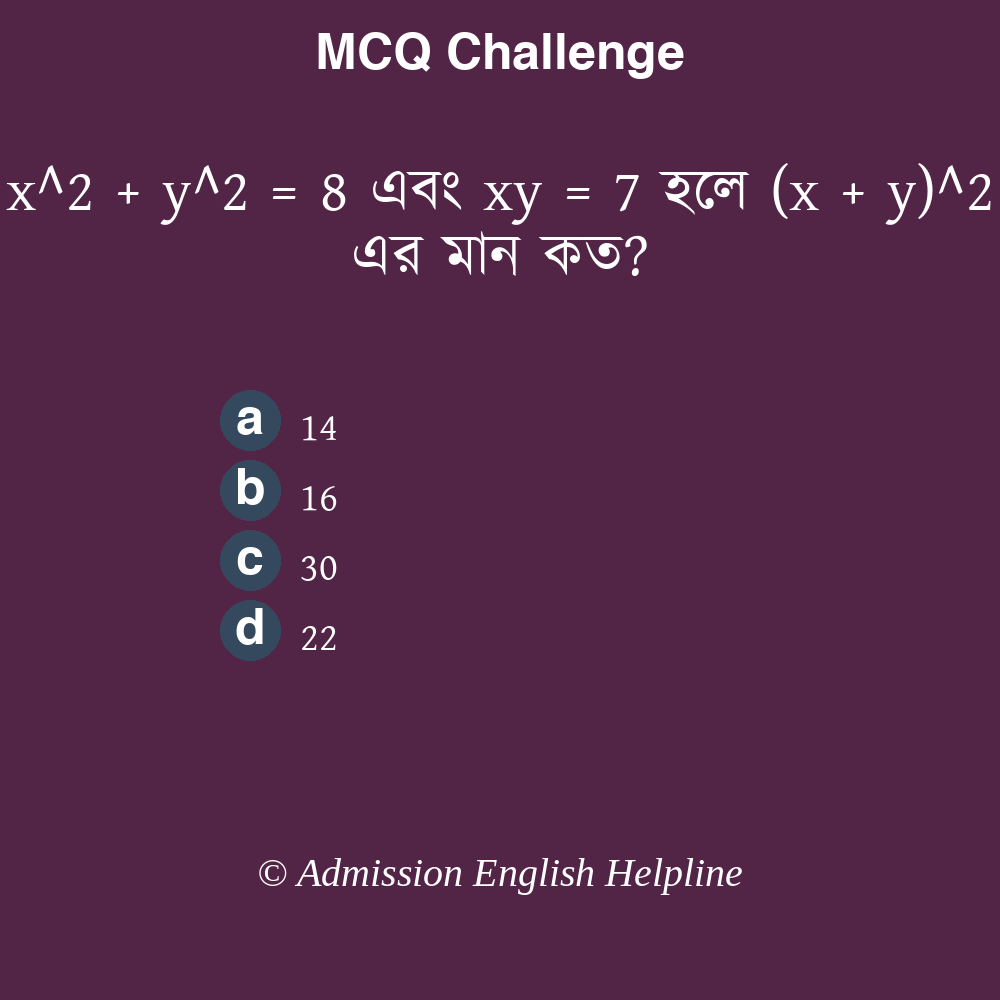 MCQ Challenge
x^2 + y^2 = 8 এবং xy = 7 হলে (x + y)^2
এর মান কত?
a 14
b 16
c 30
d 22
© Admission English Helpline